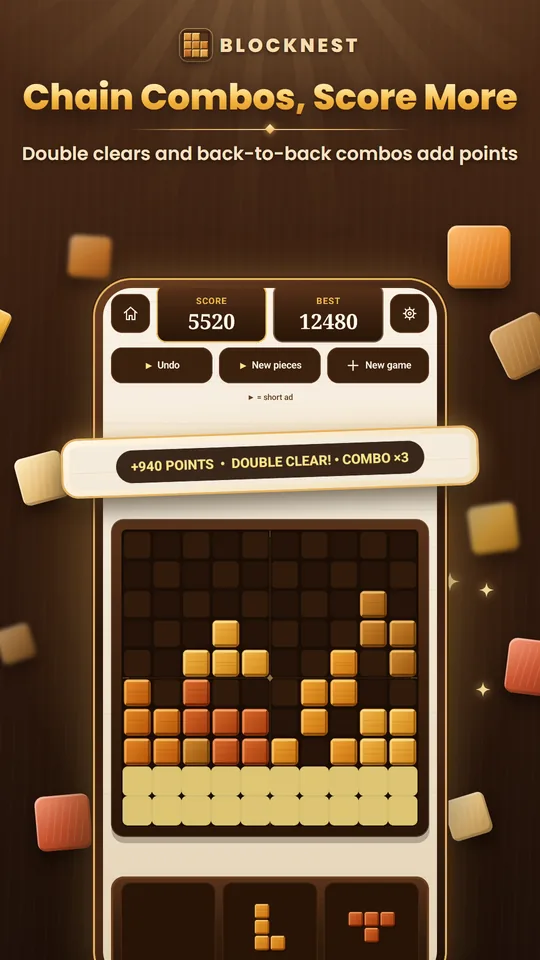 BLOCKNEST
Chain Combos, Score More
Double clears and back-to-back combos add points
SCORE
5520
BEST
12480
► Undo
► New pieces
+ New game
► = short ad
+940 POINTS • DOUBLE CLEAR! • COMBO ×3